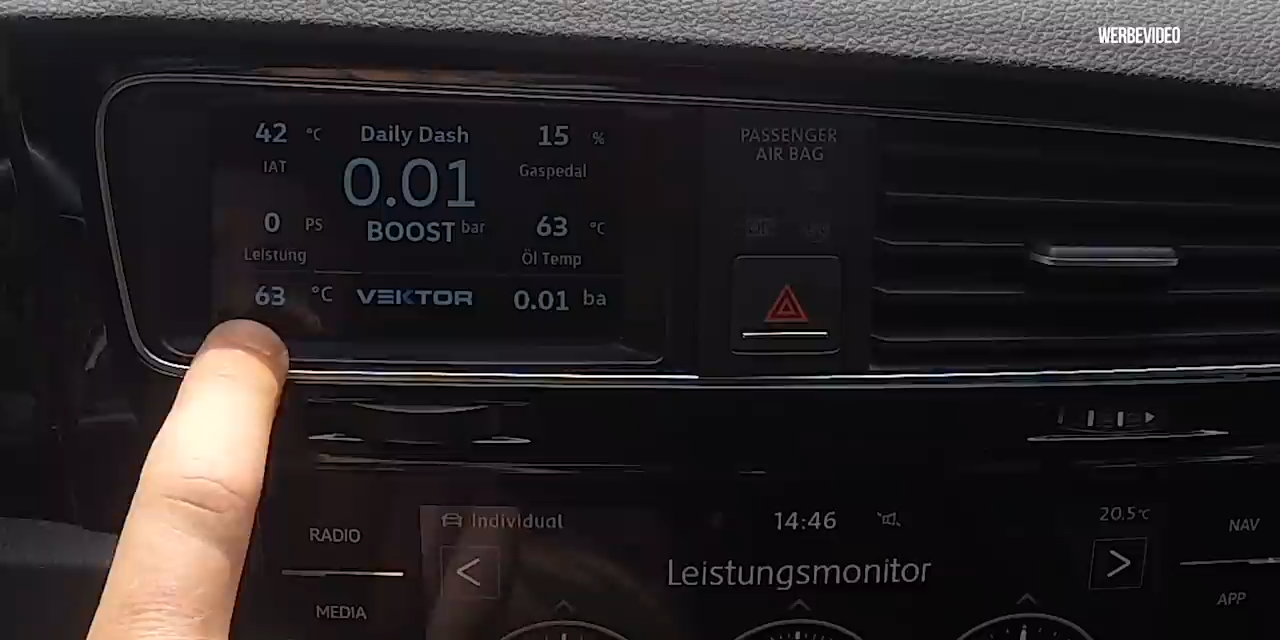 WERBEVIDEO
42 °C Daily Dash 15 %
IAT 0.01 Gaspedal
0 PS BOOST bar 63 °C
Leistung Öl Temp
63 °C VEKTOR 0.01 ba
PASSENGER
AIR BAG
RADIO
MEDIA
Individual 14:46 20.5°C
Leistungsmonitor
NAV
APP